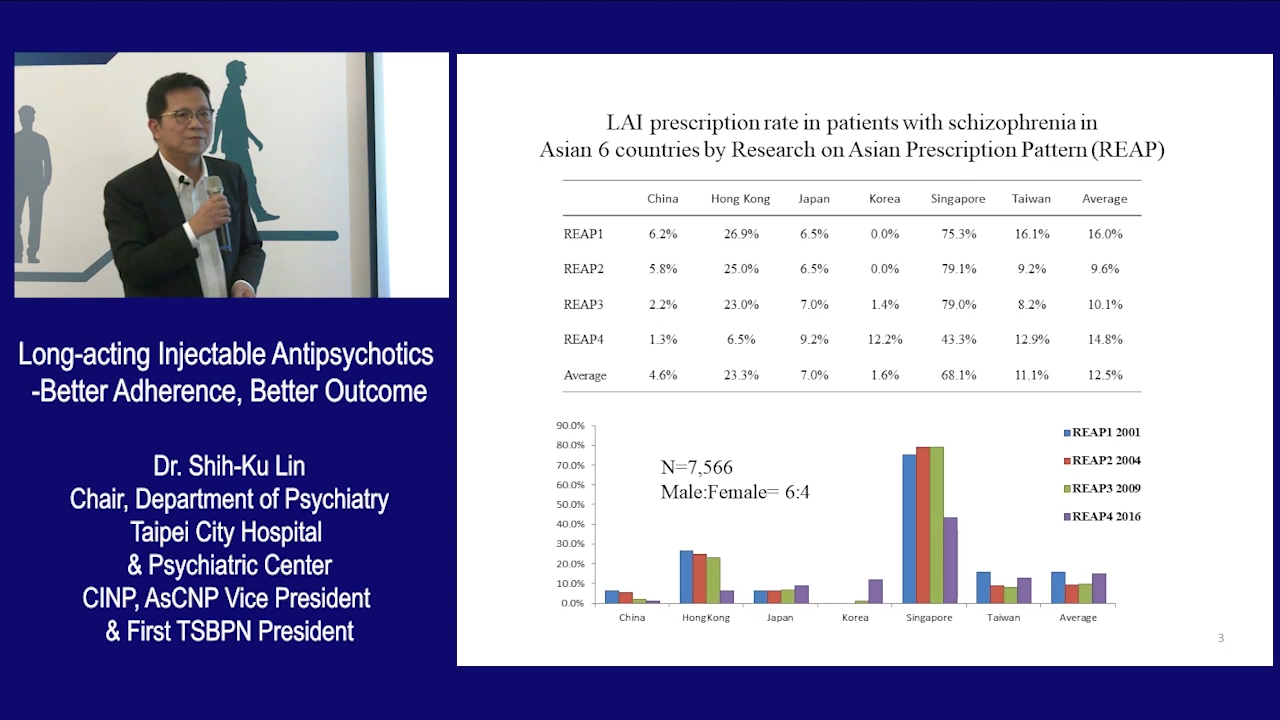 Long-acting Injectable Antipsychotics
-Better Adherence, Better Outcome
Dr. Shih-Ku Lin
Chair, Department of Psychiatry
Taipei City Hospital
& Psychiatric Center
CINP, AsCNP Vice President
& First TSBPN President
LAI prescription rate in patients with schizophrenia in
Asian 6 countries by Research on Asian Prescription Pattern (REAP)
China Hong Kong Japan Korea Singapore Taiwan Average
REAP1 6.2% 26.9% 6.5% 0.0% 75.3% 16.1% 16.0%
REAP2 5.8% 25.0% 6.5% 0.0% 79.1% 9.2% 9.6%
REAP3 2.2% 23.0% 7.0% 1.4% 79.0% 8.2% 10.1%
REAP4 1.3% 6.5% 9.2% 12.2% 43.3% 12.9% 14.8%
Average 4.6% 23.3% 7.0% 1.6% 68.1% 11.1% 12.5%
90.0%
80.0%
70.0%
60.0%
50.0%
40.0%
30.0%
20.0%
10.0%
0.0%
N=7,566
Male:Female= 6:4
REAP1 2001
REAP2 2004
REAP3 2009
REAP4 2016
China HongKong Japan Korea Singapore Taiwan Average
3